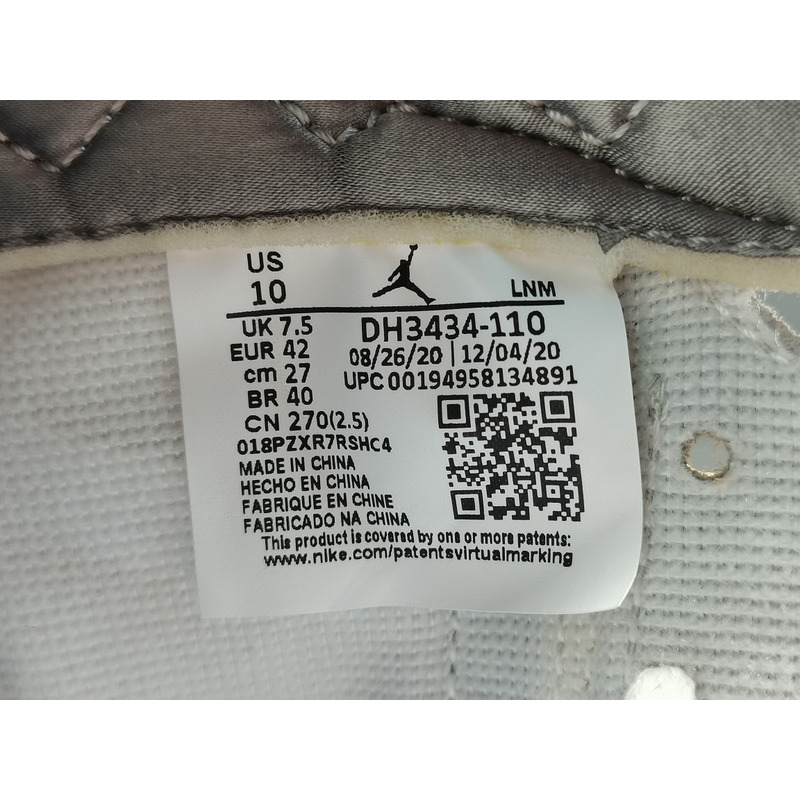 US
10
LNM
UK 7.5
EUR 42
cm 27
BR 40
CN 270(2.5)
018PZXR7RSHC4
DH3434-110
08/26/20 | 12/04/20
UPC 00194958134891
MADE IN CHINA
HECHO EN CHINA
FABRIQUE EN CHINE
FABRICADO NA CHINA
This product is covered by one or more patents:
www.nike.com/patentsvirtualmarking